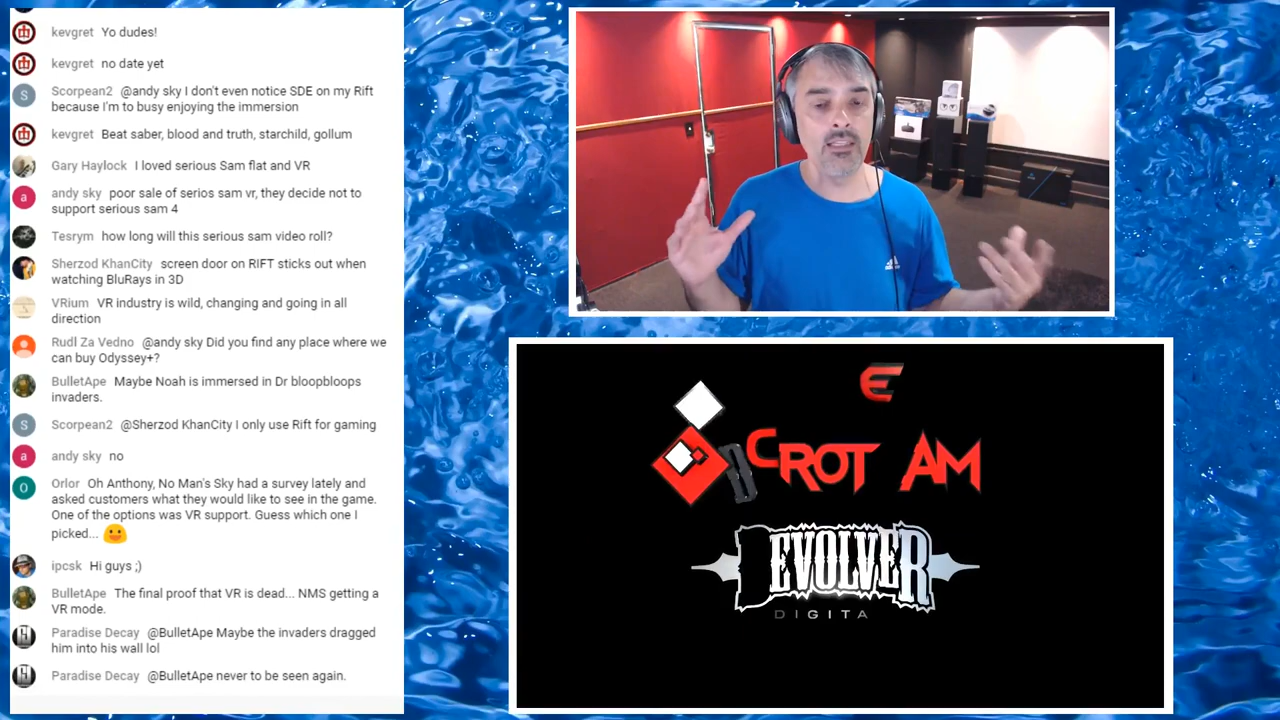 kevgret Yo dudes!
kevgret no date yet
Scorpean2 @andy sky I don't even notice SDE on my Rift
because I'm to busy enjoying the immersion
kevgret Beat saber, blood and truth, starchild, gollum
Gary Haylock I loved serious Sam flat and VR
andy sky poor sale of serios sam vr, they decide not to
support serious sam 4
Tesrym how long will this serious sam video roll?
Sherzod KhanCity screen door on RIFT sticks out when
watching BluRays in 3D
VRium VR industry is wild, changing and going in all
direction
Rudl Za Vedno @andy sky Did you find any place where we
can buy Odyssey+?
BulletApe Maybe Noah is immersed in Dr bloopbloops
invaders.
Scorpean2 @Sherzod KhanCity I only use Rift for gaming
andy sky no
Orlor Oh Anthony, No Man's Sky had a survey lately and
asked customers what they would like to see in the game.
One of the options was VR support. Guess which one I
picked...
ipcsk Hi guys ;)
BulletApe The final proof that VR is dead... NMS getting a
VR mode.
Paradise Decay @BulletApe Maybe the invaders dragged
him into his wall lol
Paradise Decay @BulletApe never to be seen again.
S
a
S
a
O
E
CROT AM
DEVOLVER
DIGITA